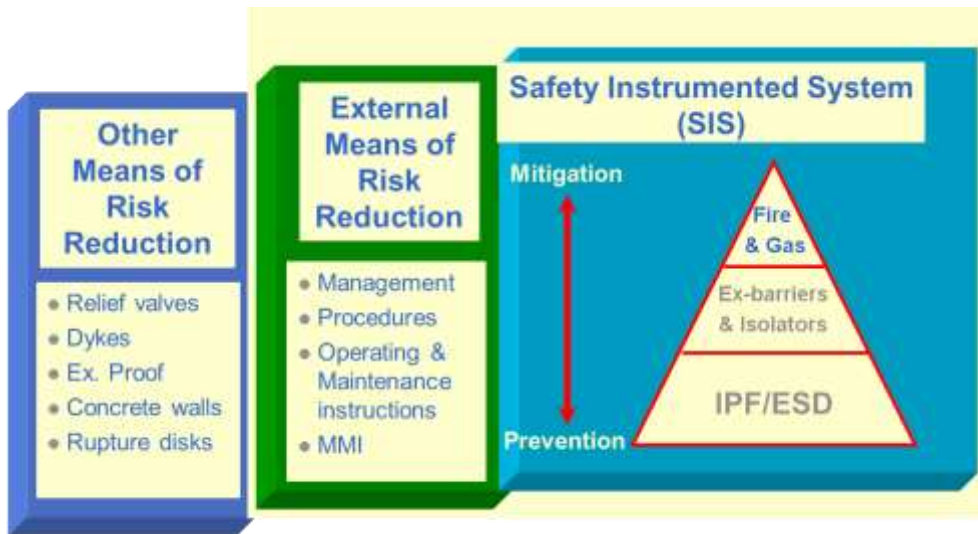 Other
Means of
Risk
Reduction
Relief valves
Dykes
Ex. Proof
Concrete walls
Rupture disks
External
Means of
Risk
Reduction
Management
Procedures
Operating &
Maintenance
instructions
MMI
Safety Instrumented System
(SIS)
Mitigation
Prevention
Fire
& Gas
Ex-barriers
& Isolators
IPF/ESD